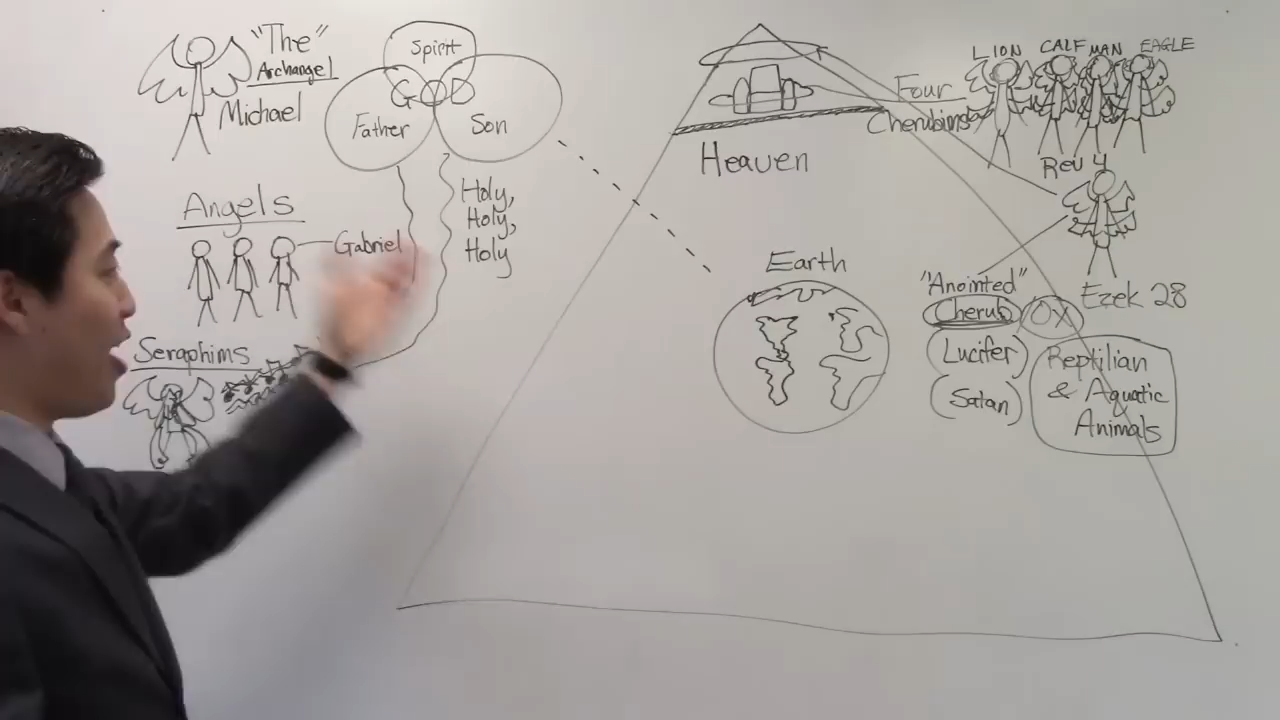 "The"
Archangel
Michael
Spirit
GOD
Father
Son
Holy,
Holy,
Holy
Angels
Gabriel
Seraphims
Heaven
Four
Cherubims
LION CALF MAN EAGLE
Rev 4
Earth
"Anointed"
Cherub
OX
Ezek 28
(Lucifer)
(Satan)
Reptilian
& Aquatic
Animals